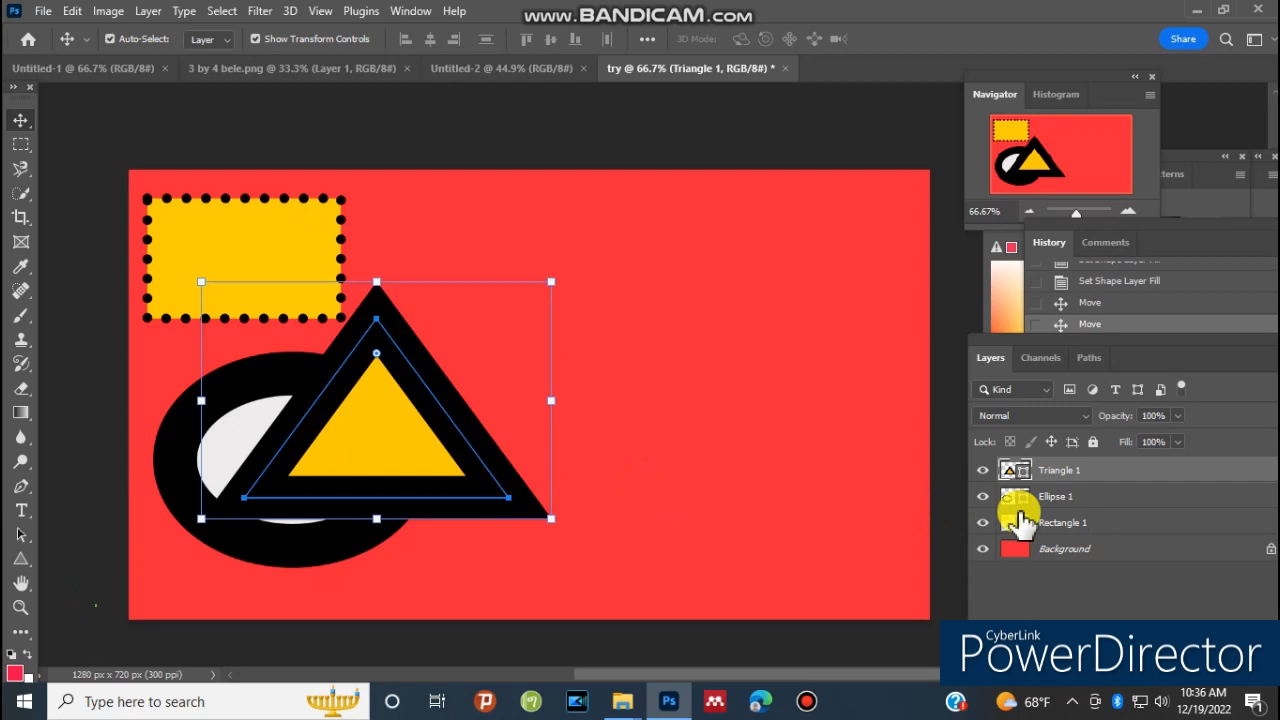 Ps File Edit Image Layer Type Select Filter 3D View Plugins Window Help
www.BANDICAM.com
Auto-Select: Layer Show Transform Controls 3D Mode: Share
Untitled-1 @ 66.7% (RGB/8#) × 3 by 4 bele.png @ 33.3% (Layer 1, RGB/8#) × Untitled-2 @ 44.9% (RGB/8#) × try @ 66.7% (Triangle 1, RGB/8#) * ×
Navigator Histogram
66.67%
History Comments
Set Shape Layer Fill
Move
Move
Layers Channels Paths
Kind
Normal Opacity: 100%
Lock: Fill: 100%
Triangle 1
Ellipse 1
Rectangle 1
Background
CyberLink
PowerDirector
1280 px x 720 px (300 ppi)
Type here to search
Ps
68°F
10:36 AM
12/19/2022